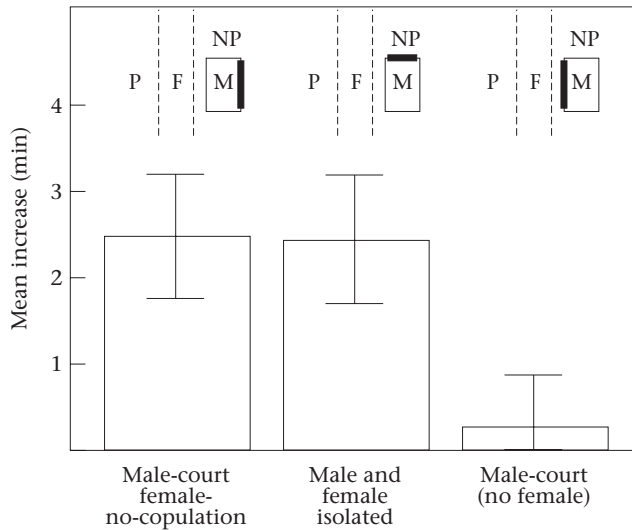 NP
P F M
NP
P F M
NP
P F M
Mean increase (min)
4
3
2
1
Male-court
female-
no-copulation
Male and
female
isolated
Male-court
(no female)